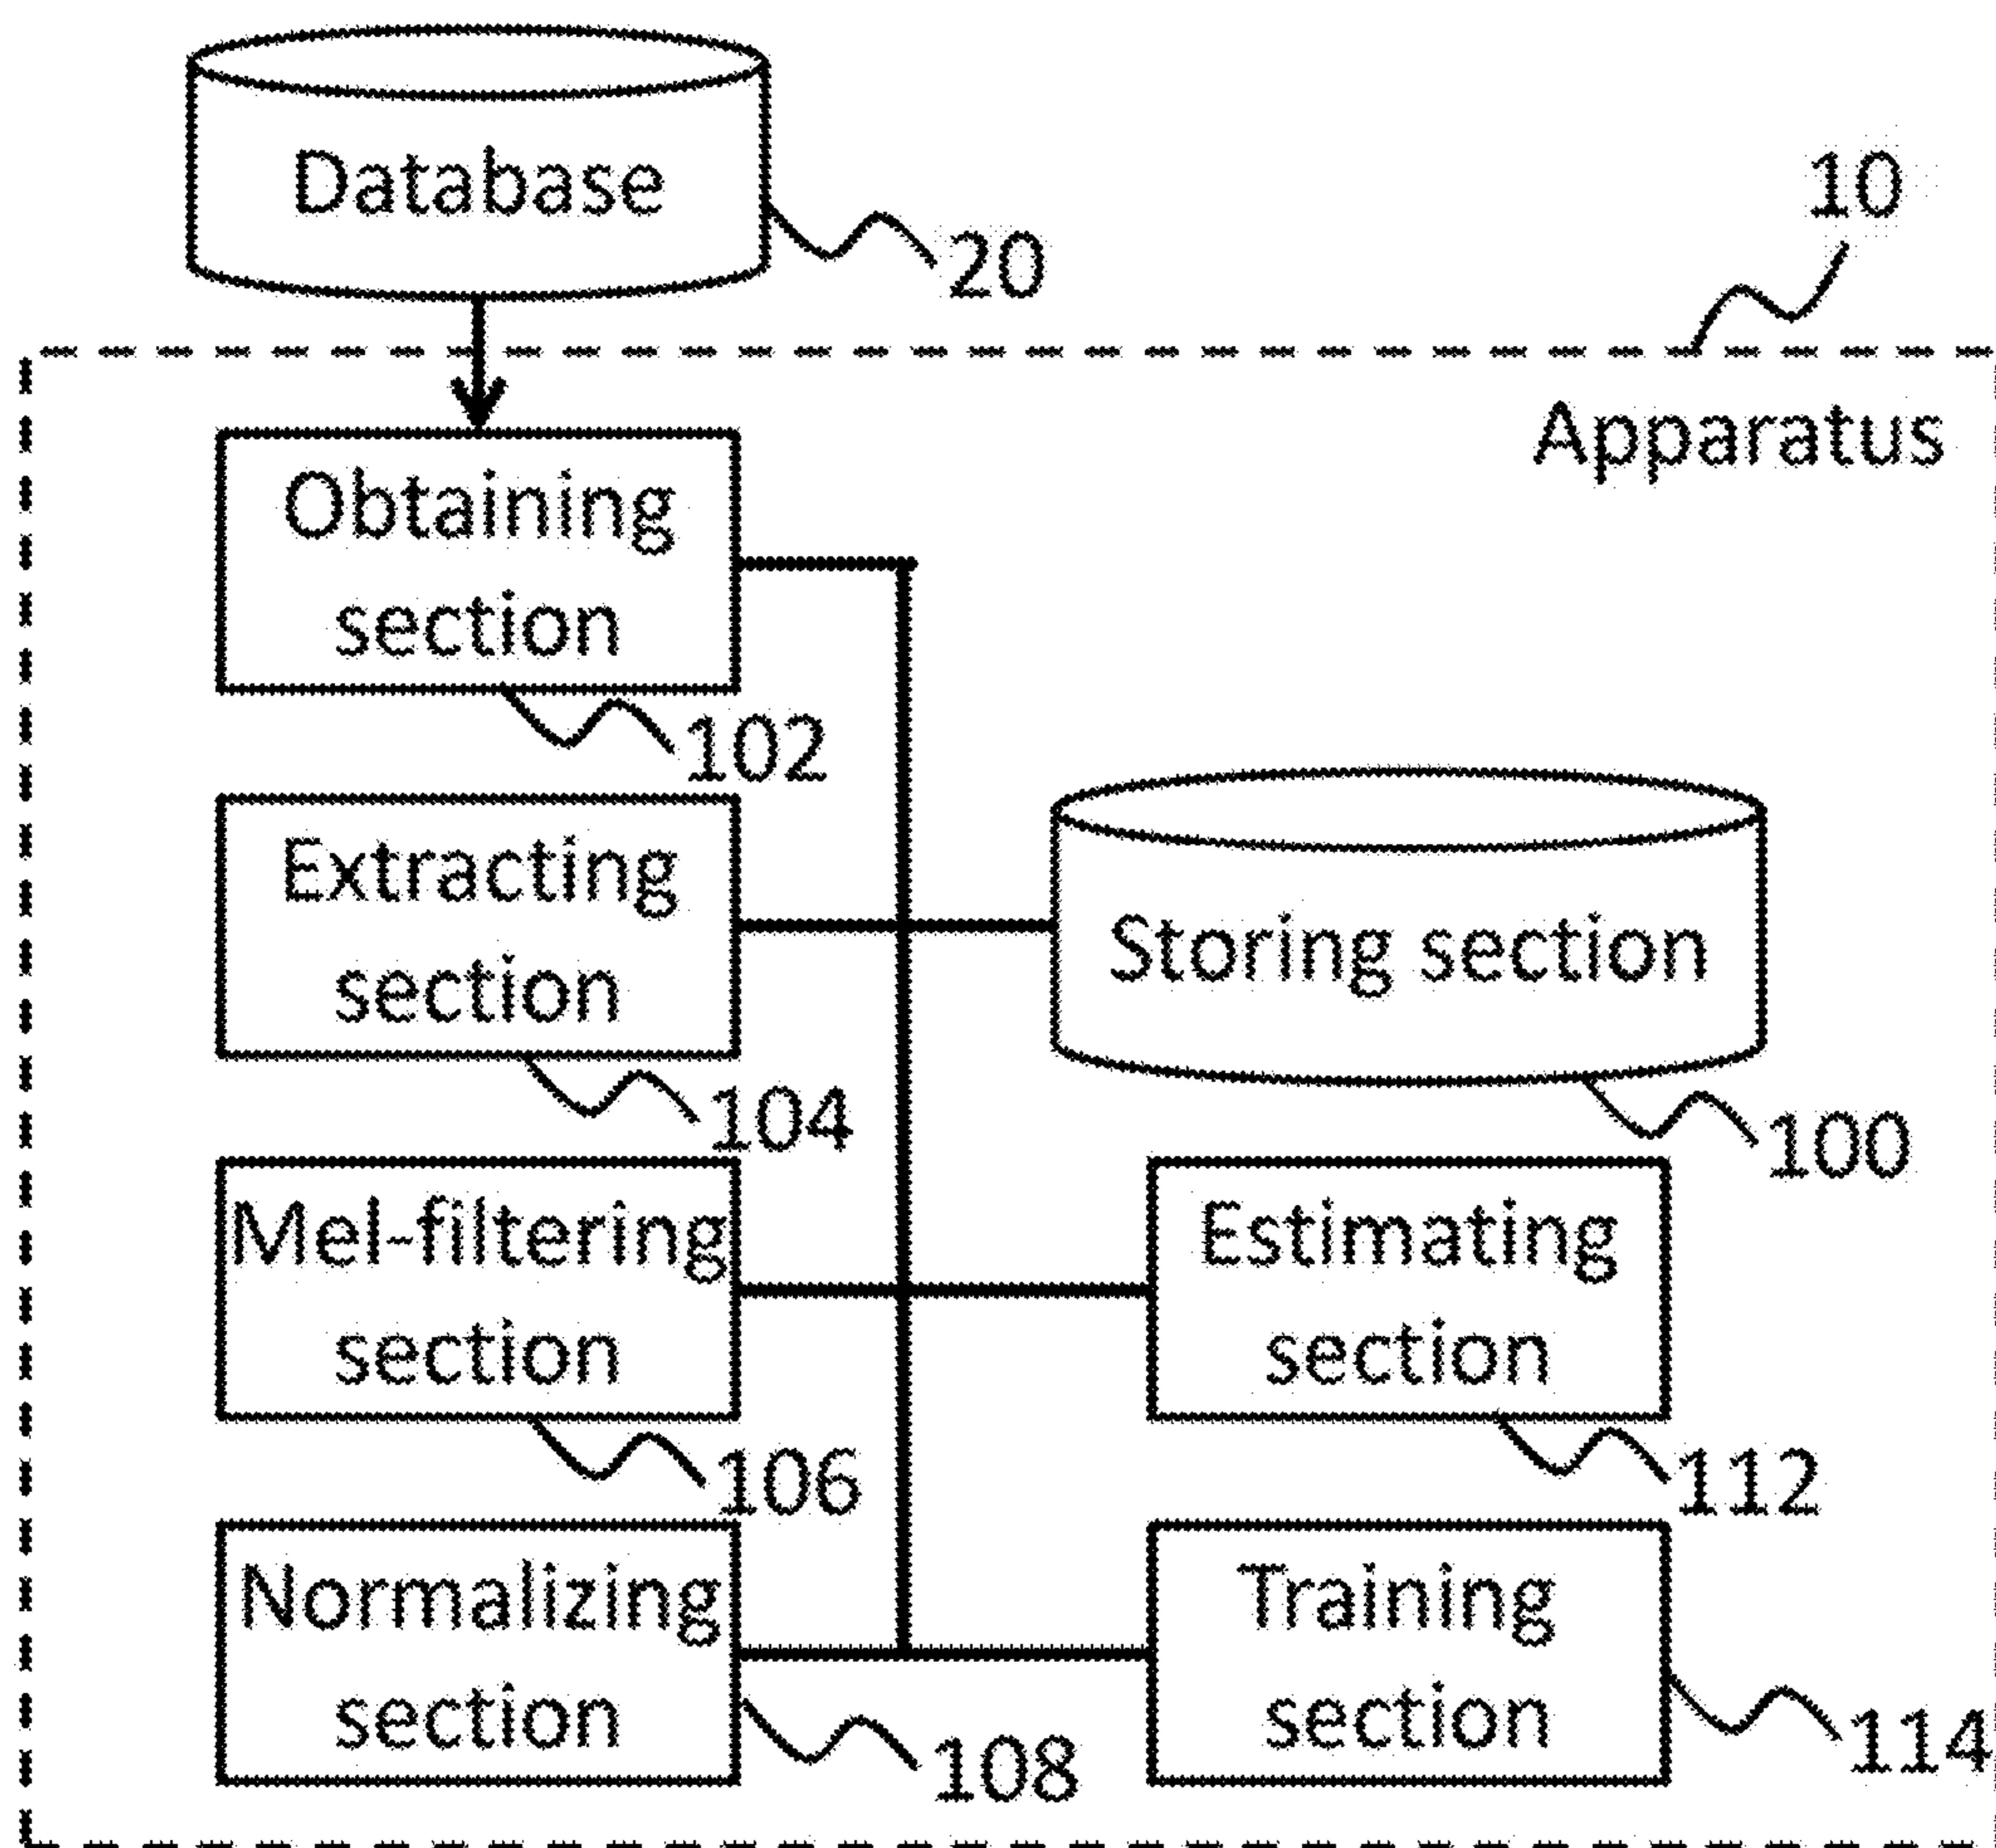 Database
20
10
Apparatus
Obtaining
section
102
Extracting
section
104
Storing section
100
Mel-filtering
section
106
Estimating
section
112
Normalizing
section
108
Training
section
114